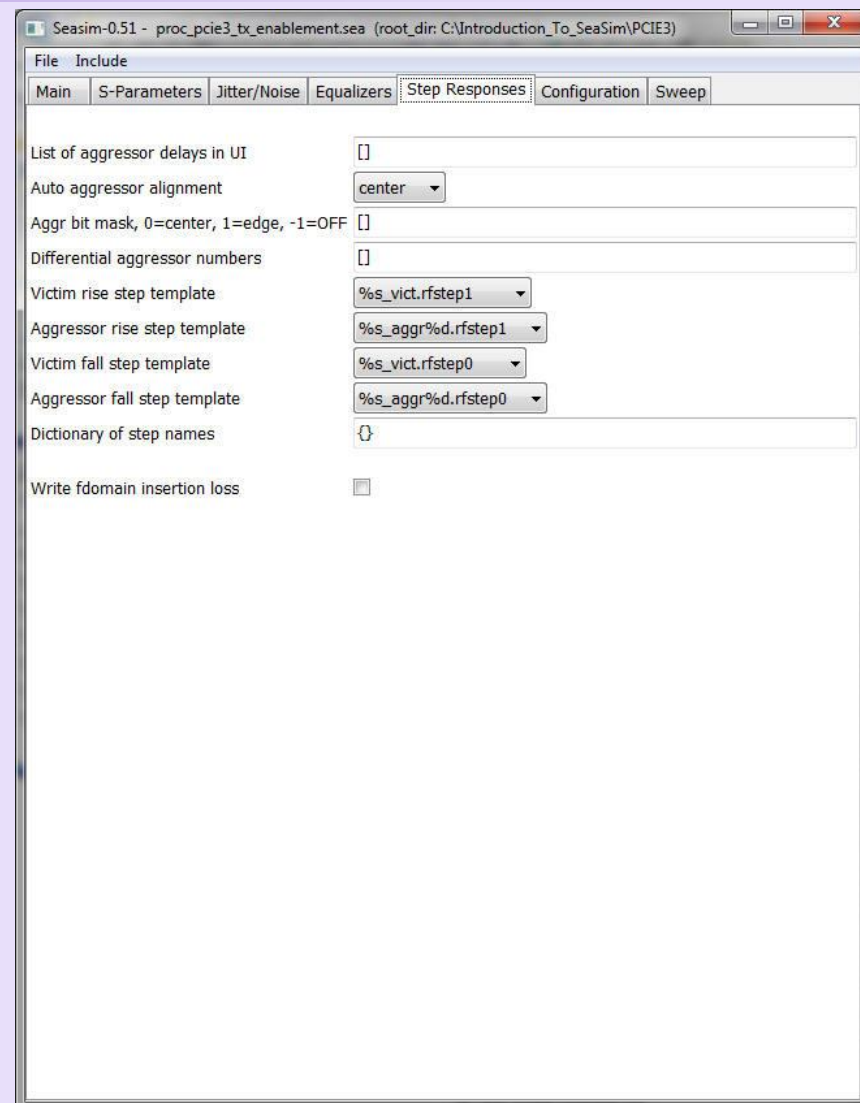 Seasim-0.51 - proc_pcie3_tx_enablement.sea (root_dir: C:\Introduction_To_SeaSim\PCIE3)
File Include
Main S-Parameters Jitter/Noise Equalizers Step Responses Configuration Sweep
List of aggressor delays in UI []
Auto aggressor alignment center
Aggr bit mask, 0=center, 1=edge, -1=OFF []
Differential aggressor numbers []
Victim rise step template %s_vict.rfstep1
Aggressor rise step template %s_aggr%d.rfstep1
Victim fall step template %s_vict.rfstep0
Aggressor fall step template %s_aggr%d.rfstep0
Dictionary of step names {}
Write fdomain insertion loss